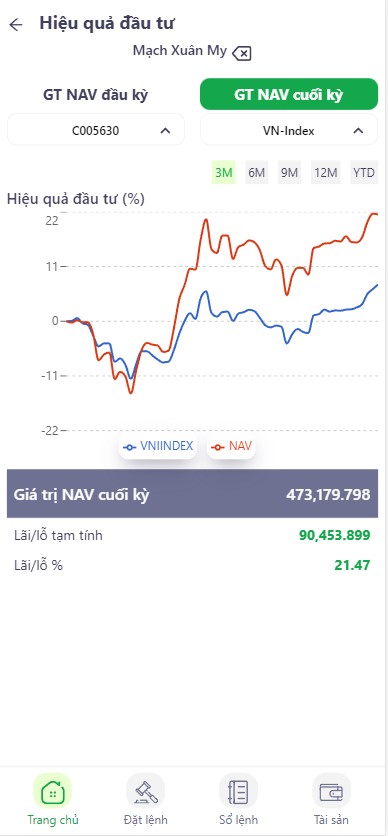 Hiệu quả đầu tư
Mạch Xuân My
GT NAV đầu kỳ
GT NAV cuối kỳ
C005630
VN-Index
3M 6M 9M 12M YTD
Hiệu quả đầu tư (%)
22
11
0
-11
-22
VNIINDEX NAV
Giá trị NAV cuối kỳ 473,179.798
Lãi/lỗ tạm tính 90,453.899
Lãi/lỗ % 21.47
Trang chủ Đặt lệnh Sổ lệnh Tài sản